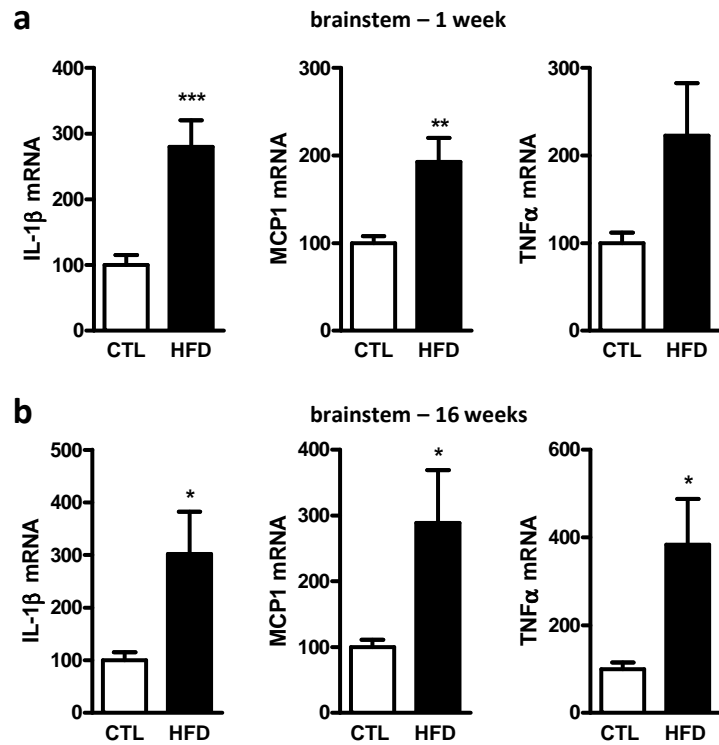 a
brainstem – 1 week
IL-1β mRNA
400
300
200
100
0
***
CTL HFD
MCP1 mRNA
300
200
100
0
**
CTL HFD
TNFα mRNA
300
200
100
0
CTL HFD
b
brainstem – 16 weeks
IL-1β mRNA
500
400
300
200
100
0
*
CTL HFD
MCP1 mRNA
400
300
200
100
0
*
CTL HFD
TNFα mRNA
600
400
200
0
*
CTL HFD